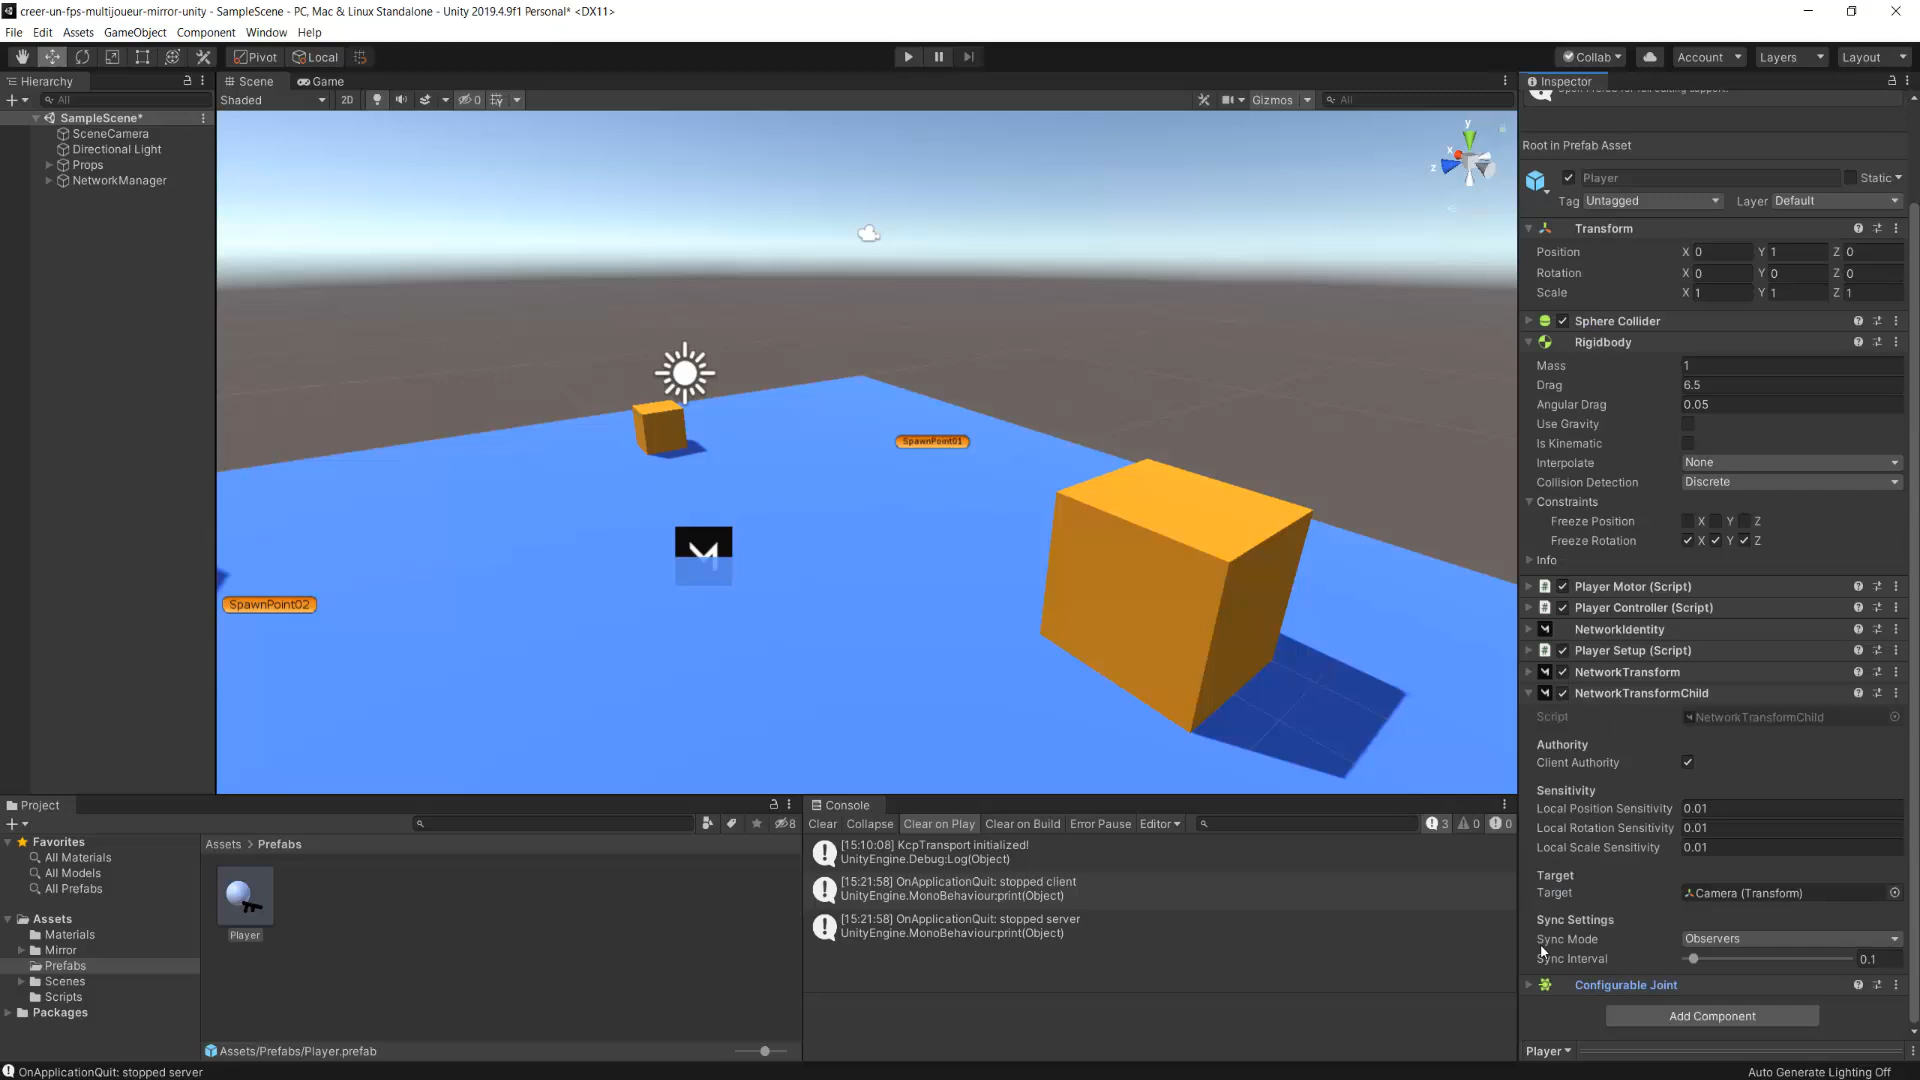 creer-un-fps-multijoueur-mirror-unity - SampleScene - PC, Mac & Linux Standalone - Unity 2019.4.9f1 Personal* <DX11>
File Edit Assets GameObject Component Window Help
Pivot Local Collab Account Layers Layout
Hierarchy
All
SampleScene*
SceneCamera
Directional Light
Props
NetworkManager
Scene Game
Shaded 2D 0 Gizmos All
y
x
z
SpawnPoint01
SpawnPoint02
Inspector
Root in Prefab Asset
Player Static
Tag Untagged Layer Default
Transform
Position X 0 Y 1 Z 0
Rotation X 0 Y 0 Z 0
Scale X 1 Y 1 Z 1
Sphere Collider
Rigidbody
Mass 1
Drag 6.5
Angular Drag 0.05
Use Gravity
Is Kinematic
Interpolate None
Collision Detection Discrete
Constraints
Freeze Position X Y Z
Freeze Rotation X Y Z
Info
Player Motor (Script)
Player Controller (Script)
NetworkIdentity
Player Setup (Script)
NetworkTransform
NetworkTransformChild
Script NetworkTransformChild
Authority
Client Authority
Sensitivity
Local Position Sensitivity 0.01
Local Rotation Sensitivity 0.01
Local Scale Sensitivity 0.01
Target
Target Camera (Transform)
Sync Settings
Sync Mode Observers
Sync Interval 0.1
Configurable Joint
Add Component
Player
Project
8
Favorites
All Materials
All Models
All Prefabs
Assets
Materials
Mirror
Prefabs
Scenes
Scripts
Packages
Assets > Prefabs
Player
Assets/Prefabs/Player.prefab
Console
Clear Collapse Clear on Play Clear on Build Error Pause Editor 3 0 0
[15:10:08] KcpTransport initialized!
UnityEngine.Debug:Log(Object)
[15:21:58] OnApplicationQuit: stopped client
UnityEngine.MonoBehaviour:print(Object)
[15:21:58] OnApplicationQuit: stopped server
UnityEngine.MonoBehaviour:print(Object)
OnApplicationQuit: stopped server
Auto Generate Lighting Off